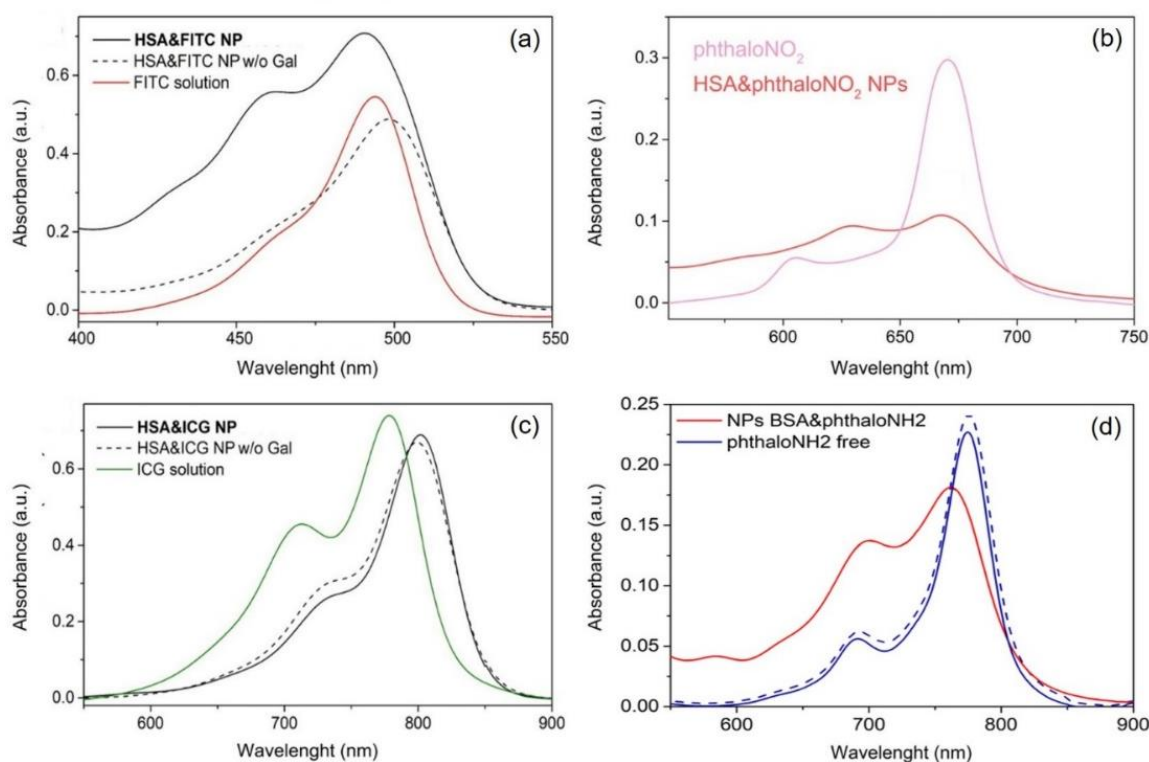 (a)
HSA&FITC NP
HSA&FITC NP w/o Gal
FITC solution
Absorbance (a.u.)
0.6
0.4
0.2
0.0
400
450
500
550
Wavelenght (nm)
(b)
phthaloNO2
HSA&phthaloNO2 NPs
Absorbance (a.u.)
0.3
0.2
0.1
0.0
600
650
700
750
Wavelenght (nm)
(c)
HSA&ICG NP
HSA&ICG NP w/o Gal
ICG solution
Absorbance (a.u.)
0.6
0.4
0.2
0.0
600
700
800
900
Wavelenght (nm)
(d)
NPs BSA&phthaloNH2
phthaloNH2 free
Absorbance (a.u.)
0.25
0.20
0.15
0.10
0.05
0.00
600
700
800
900
Wavelenght (nm)